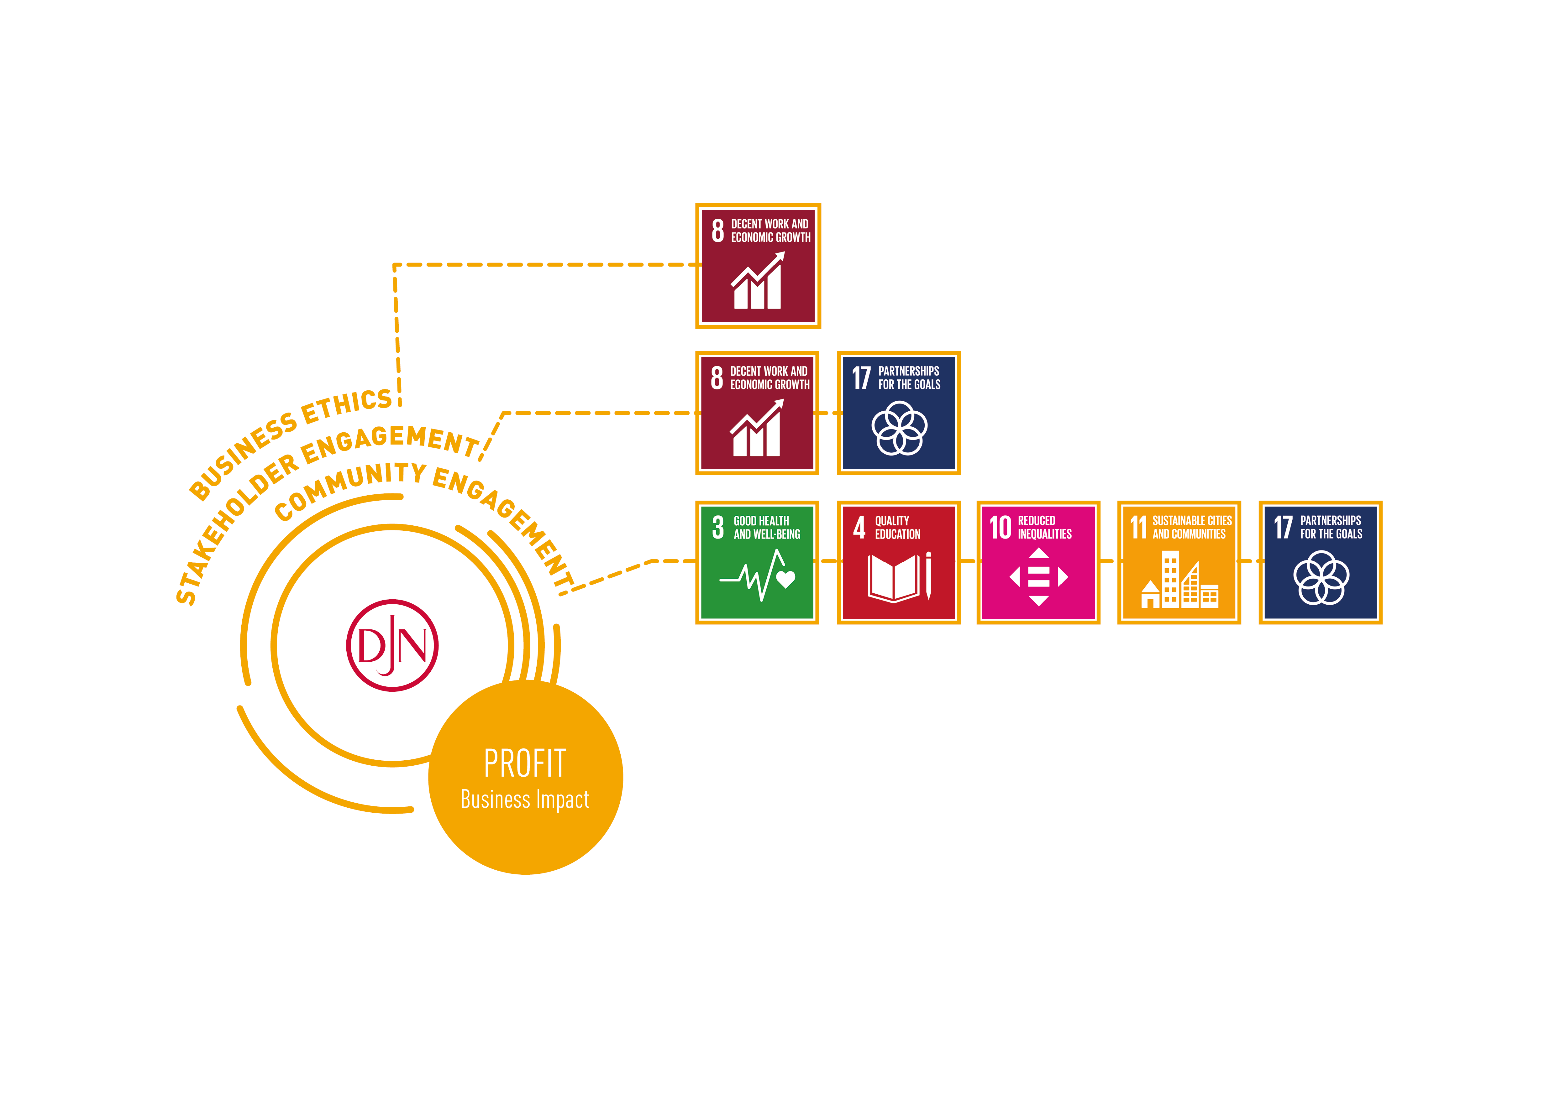 BUSINESS ETHICS
STAKEHOLDER ENGAGEMENT
COMMUNITY ENGAGEMENT
DJN
PROFIT
Business Impact
8 DECENT WORK AND
ECONOMIC GROWTH
8 DECENT WORK AND
ECONOMIC GROWTH
17 PARTNERSHIPS
FOR THE GOALS
3 GOOD HEALTH
AND WELL-BEING
4 QUALITY
EDUCATION
10 REDUCED
INEQUALITIES
11 SUSTAINABLE CITIES
AND COMMUNITIES
17 PARTNERSHIPS
FOR THE GOALS